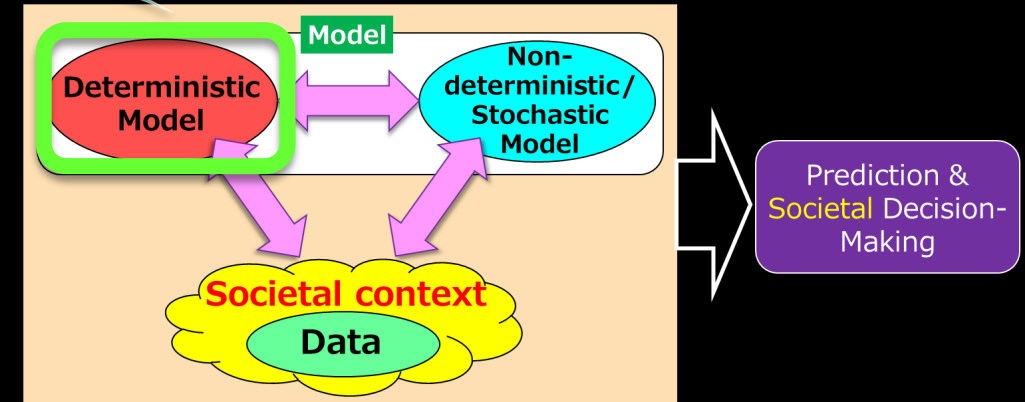 Model
Deterministic
Model
Non-
deterministic/
Stochastic
Model
Societal context
Data
Prediction &
Societal Decision-
Making